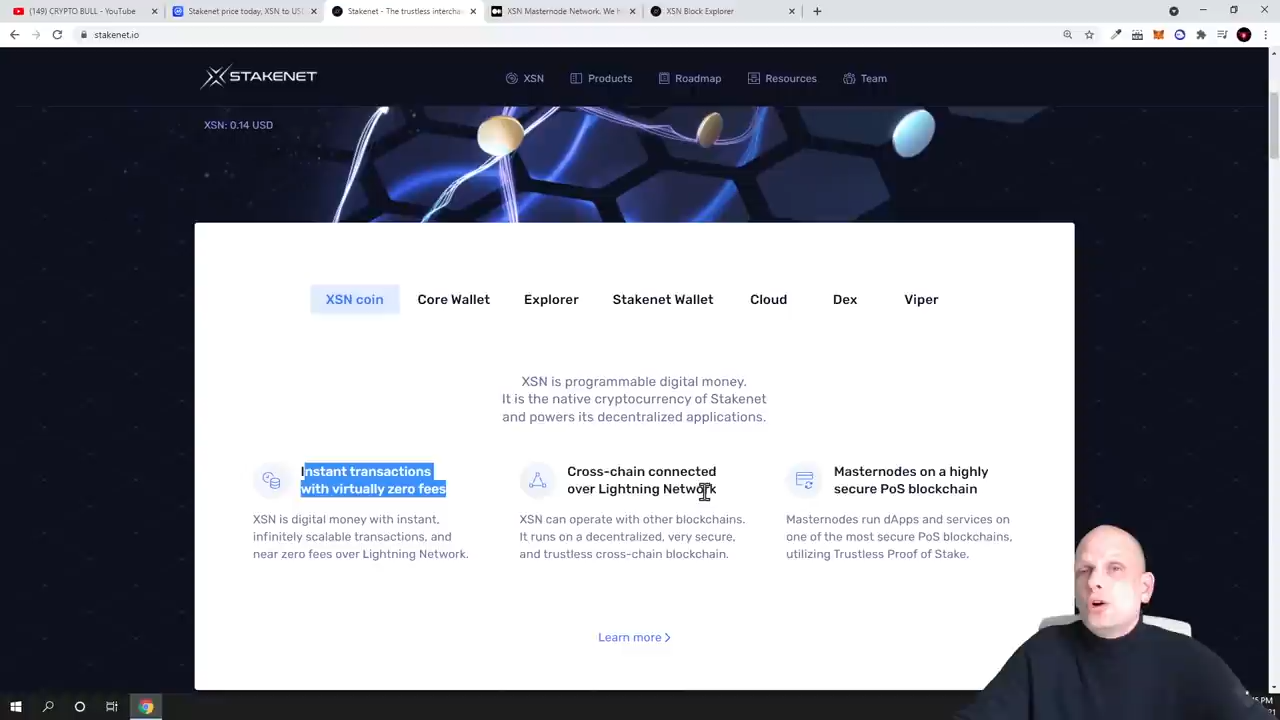 (149) CRYPTO BULL - YouTube
Stakenet price today, XSN to USD
Stakenet - The trustless intercha
XSN Masternode Network. We h
XSN Block Explorer
stakenet.io
STAKENET
XSN
Products
Roadmap
Resources
Team
XSN: 0.14 USD
XSN coin
Core Wallet
Explorer
Stakenet Wallet
Cloud
Dex
Viper
XSN is programmable digital money.
It is the native cryptocurrency of Stakenet
and powers its decentralized applications.
Instant transactions
with virtually zero fees
XSN is digital money with instant,
infinitely scalable transactions, and
near zero fees over Lightning Network.
Cross-chain connected
over Lightning Network
XSN can operate with other blockchains.
It runs on a decentralized, very secure,
and trustless cross-chain blockchain.
Masternodes on a highly
secure PoS blockchain
Masternodes run dApps and services on
one of the most secure PoS blockchains,
utilizing Trustless Proof of Stake.
Learn more
PM